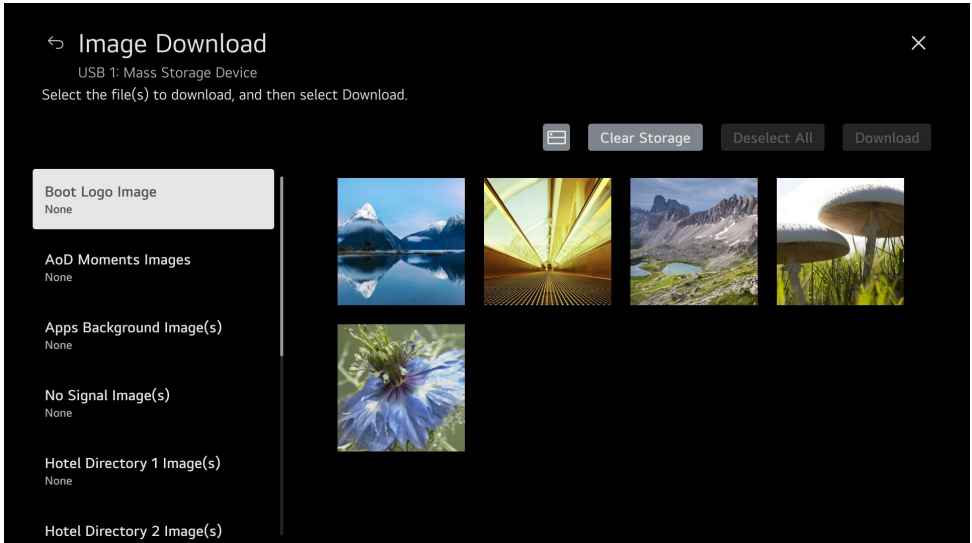 Image Download
USB 1: Mass Storage Device
Select the file(s) to download, and then select Download.
Clear Storage
Deselect All
Download
Boot Logo Image
None
AoD Moments Images
None
Apps Background Image(s)
None
No Signal Image(s)
None
Hotel Directory 1 Image(s)
None
Hotel Directory 2 Image(s)